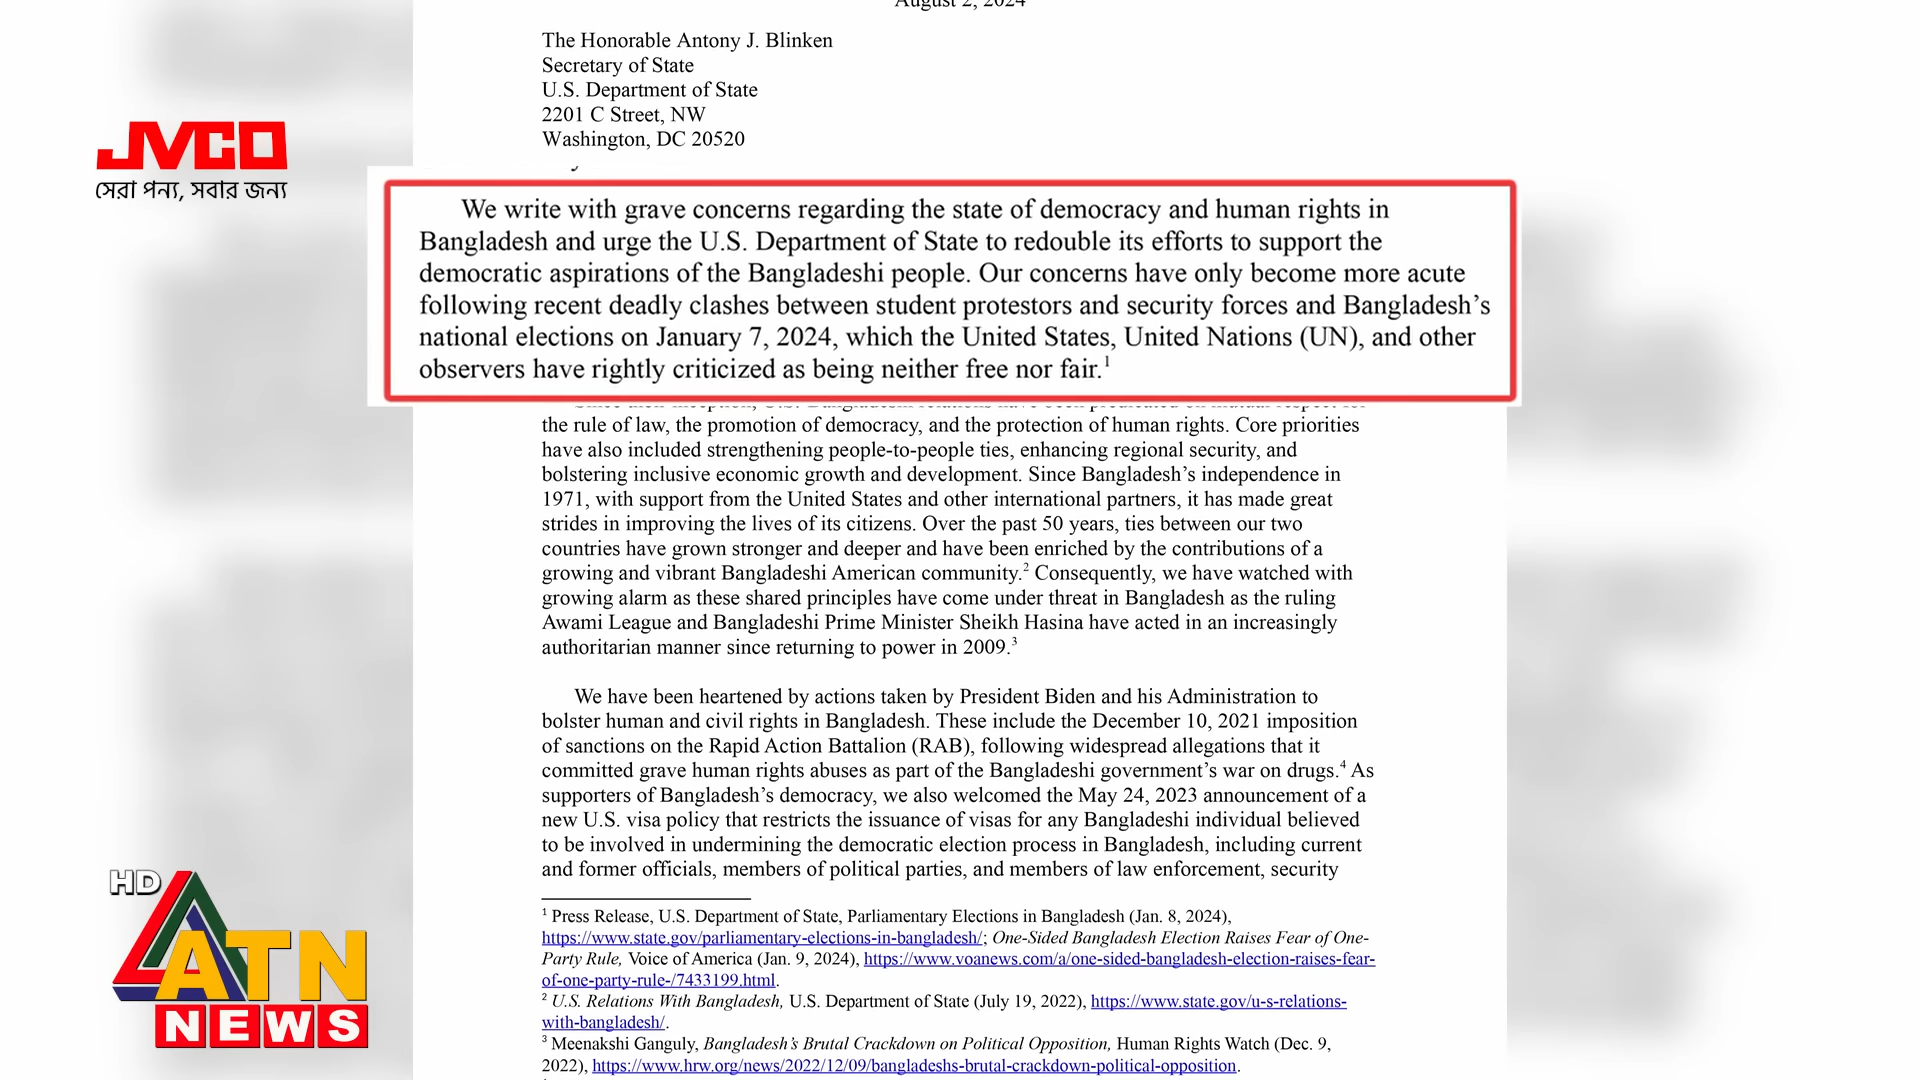 August 2, 2024
The Honorable Antony J. Blinken
Secretary of State
U.S. Department of State
2201 C Street, NW
Washington, DC 20520
JVCO
সেরা পন্য, সবার জন্য
We write with grave concerns regarding the state of democracy and human rights in
Bangladesh and urge the U.S. Department of State to redouble its efforts to support the
democratic aspirations of the Bangladeshi people. Our concerns have only become more acute
following recent deadly clashes between student protestors and security forces and Bangladesh’s
national elections on January 7, 2024, which the United States, United Nations (UN), and other
observers have rightly criticized as being neither free nor fair.1
the rule of law, the promotion of democracy, and the protection of human rights. Core priorities
have also included strengthening people-to-people ties, enhancing regional security, and
bolstering inclusive economic growth and development. Since Bangladesh’s independence in
1971, with support from the United States and other international partners, it has made great
strides in improving the lives of its citizens. Over the past 50 years, ties between our two
countries have grown stronger and deeper and have been enriched by the contributions of a
growing and vibrant Bangladeshi American community.2 Consequently, we have watched with
growing alarm as these shared principles have come under threat in Bangladesh as the ruling
Awami League and Bangladeshi Prime Minister Sheikh Hasina have acted in an increasingly
authoritarian manner since returning to power in 2009.3
We have been heartened by actions taken by President Biden and his Administration to
bolster human and civil rights in Bangladesh. These include the December 10, 2021 imposition
of sanctions on the Rapid Action Battalion (RAB), following widespread allegations that it
committed grave human rights abuses as part of the Bangladeshi government’s war on drugs.4 As
supporters of Bangladesh’s democracy, we also welcomed the May 24, 2023 announcement of a
new U.S. visa policy that restricts the issuance of visas for any Bangladeshi individual believed
to be involved in undermining the democratic election process in Bangladesh, including current
and former officials, members of political parties, and members of law enforcement, security
1 Press Release, U.S. Department of State, Parliamentary Elections in Bangladesh (Jan. 8, 2024),
https://www.state.gov/parliamentary-elections-in-bangladesh/; One-Sided Bangladesh Election Raises Fear of One-
Party Rule, Voice of America (Jan. 9, 2024), https://www.voanews.com/a/one-sided-bangladesh-election-raises-fear-
of-one-party-rule-/7433199.html.
2 U.S. Relations With Bangladesh, U.S. Department of State (July 19, 2022), https://www.state.gov/u-s-relations-
with-bangladesh/.
3 Meenakshi Ganguly, Bangladesh’s Brutal Crackdown on Political Opposition, Human Rights Watch (Dec. 9,
2022), https://www.hrw.org/news/2022/12/09/bangladeshs-brutal-crackdown-political-opposition.
HD
ATN
NEWS